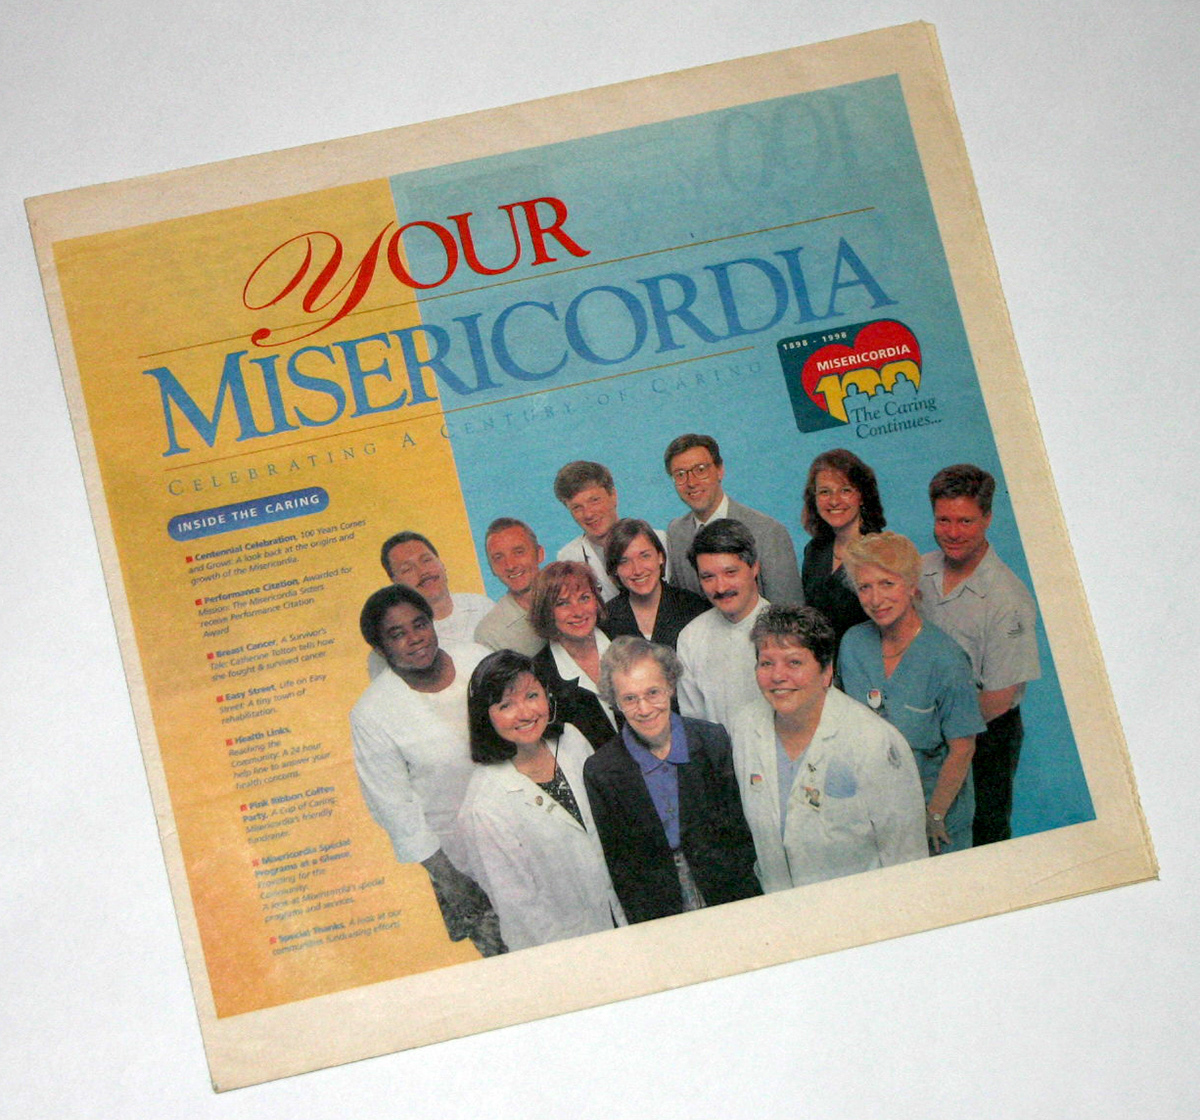 YOUR
MISERICORDIA
CELEBRATING A CENTURY OF CARING
1898 - 1998
MISERICORDIA
100
The Caring
Continues...
INSIDE THE CARING
Centennial Celebration, 100 Years Comes
and Grows: A look back at the origins and
growth of the Misericordia.
Performance Citation, Awarded for
Mission: The Misericordia Sisters
receive Performance Citation
Award
Breast Cancer, A Survivor's
Tale: Catherine Tolton tells how
she fought & survived cancer
Easy Street, Life on Easy
Street: A tiny town of
rehabilitation.
Health Links,
Reaching the
Community: A 24 hour
help line to answer your
health concerns.
Pink Ribbon Coffee
Party, A Cup of Caring:
Misericordia's friendly
fundraiser.
Misericordia Special
Programs at a Glance,
Providing for the
Community:
A look at Misericordia's special
programs and services.
Special Thanks, A look at our
communities fundraising efforts